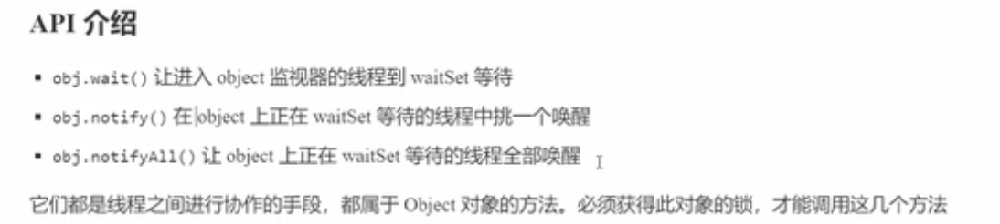 API 介绍
▪ obj.wait() 让进入 object 监视器的线程到 waitSet 等待
▪ obj.notify() 在 object 上正在 waitSet 等待的线程中挑一个唤醒
▪ obj.notifyAll() 让 object 上正在 waitSet 等待的线程全部唤醒
它们都是线程之间进行协作的手段，都属于 Object 对象的方法。必须获得此对象的锁，才能调用这几个方法